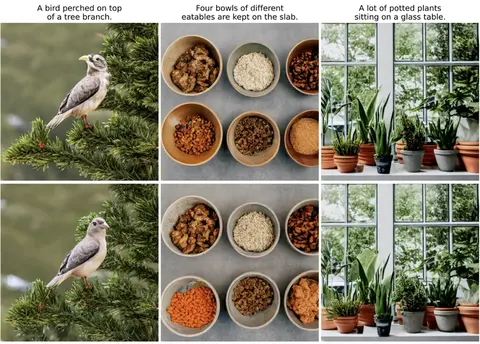 A bird perched on top
of a tree branch.
Four bowls of different
eatables are kept on the slab.
A lot of potted plants
sitting on a glass table.